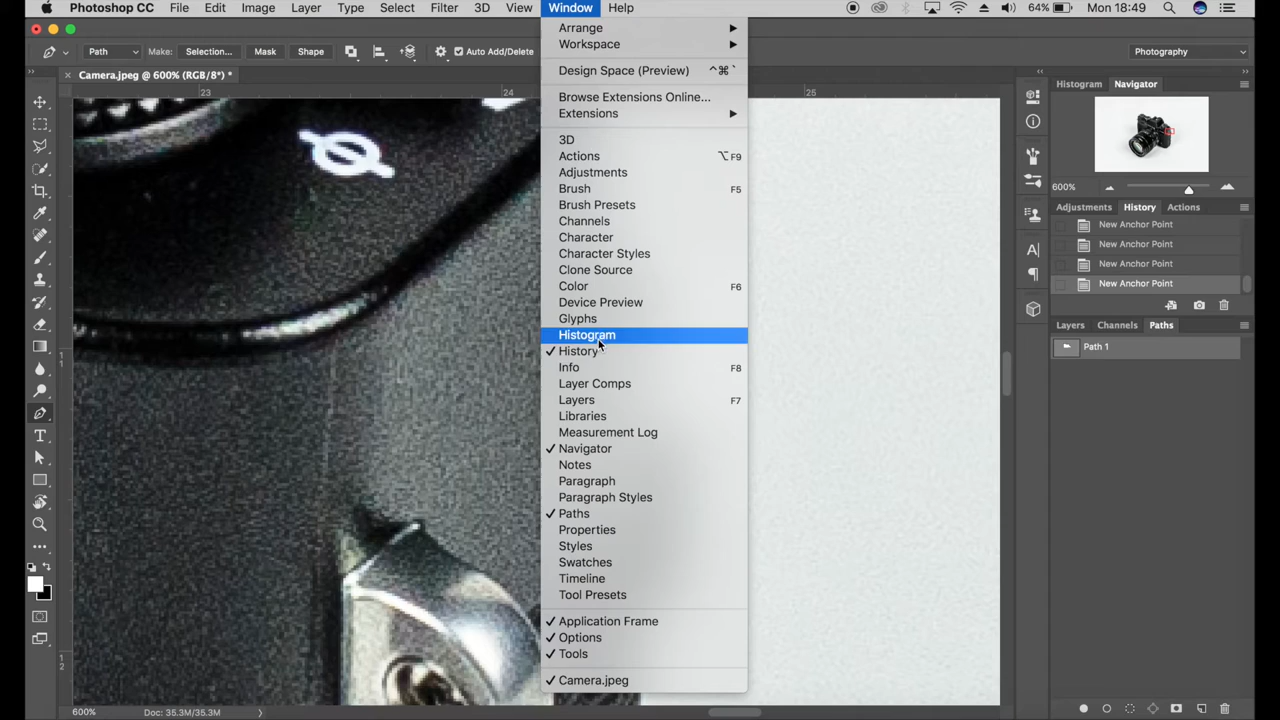 Photoshop CC File Edit Image Layer Type Select Filter 3D View Window Help 64% Mon 18:49
Path Make: Selection... Mask Shape Auto Add/Delete Photography
Camera.jpeg @ 600% (RGB/8*) *
23 24 25
1
1
1
2
Arrange
Workspace
Design Space (Preview) ^⌘`
Browse Extensions Online...
Extensions
3D
Actions ⌥F9
Adjustments
Brush F5
Brush Presets
Channels
Character
Character Styles
Clone Source
Color F6
Device Preview
Glyphs
Histogram
History
Info F8
Layer Comps
Layers F7
Libraries
Measurement Log
Navigator
Notes
Paragraph
Paragraph Styles
Paths
Properties
Styles
Swatches
Timeline
Tool Presets
Application Frame
Options
Tools
Camera.jpeg
Histogram Navigator
600%
Adjustments History Actions
New Anchor Point
New Anchor Point
New Anchor Point
New Anchor Point
Layers Channels Paths
Path 1
600% Doc: 35.3M/35.3M